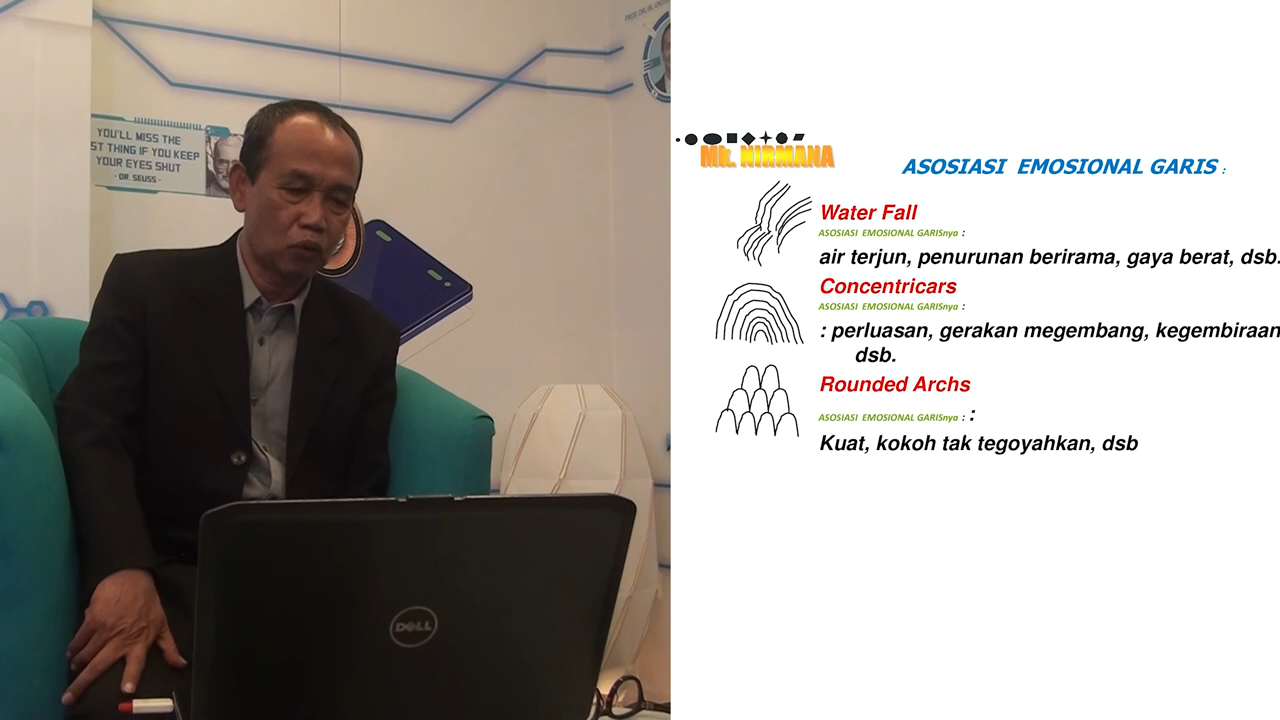 YOU'LL MISS THE
ST THING IF YOU KEEP
YOUR EYES SHUT
- DR. SEUSS -
DELL
Mk. NIRMANA
ASOSIASI EMOSIONAL GARIS :
Water Fall
ASOSIASI EMOSIONAL GARISnya :
air terjun, penurunan berirama, gaya berat, dsb.
Concentricars
ASOSIASI EMOSIONAL GARISnya :
: perluasan, gerakan megembang, kegembiraan
dsb.
Rounded Archs
ASOSIASI EMOSIONAL GARISnya : :
Kuat, kokoh tak tegoyahkan, dsb